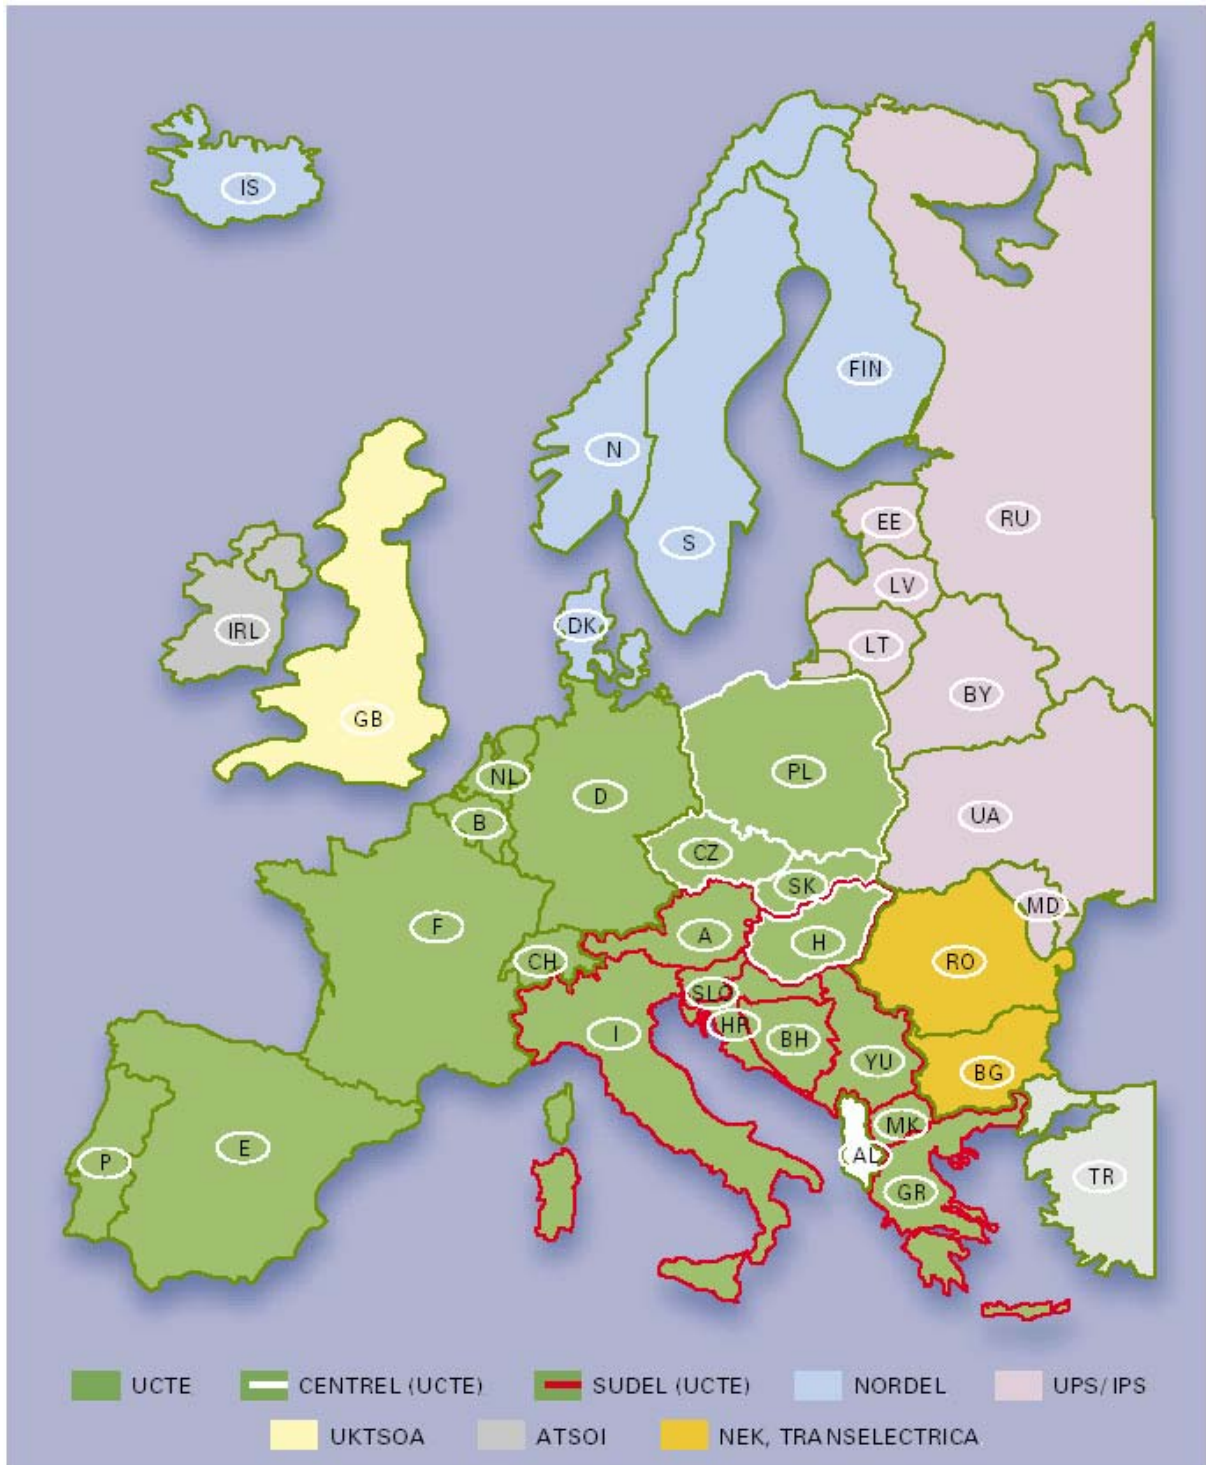 IS
FIN
N
S
EE
RU
LV
IRL
DK
LT
BY
GB
NL
D
PL
B
UA
CZ
SK
MD
F
A
H
CH
RO
SLO
I
HR
BH
YU
BG
MK
P
E
AL
TR
GR
UCTE CENTREL (UCTE) SUDEL (UCTE) NORDEL UPS/IPS
UKTSOA ATSOI NEK, TRANSELECTRICA